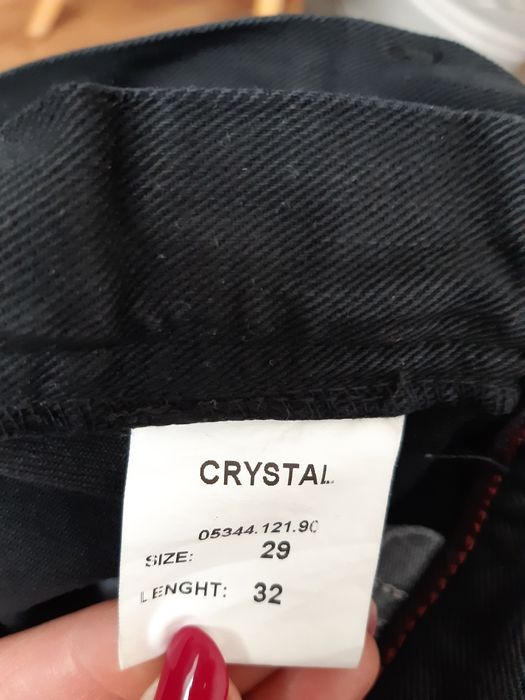 CRYSTAL
05344.121.90
SIZE: 29
LENGHT: 32